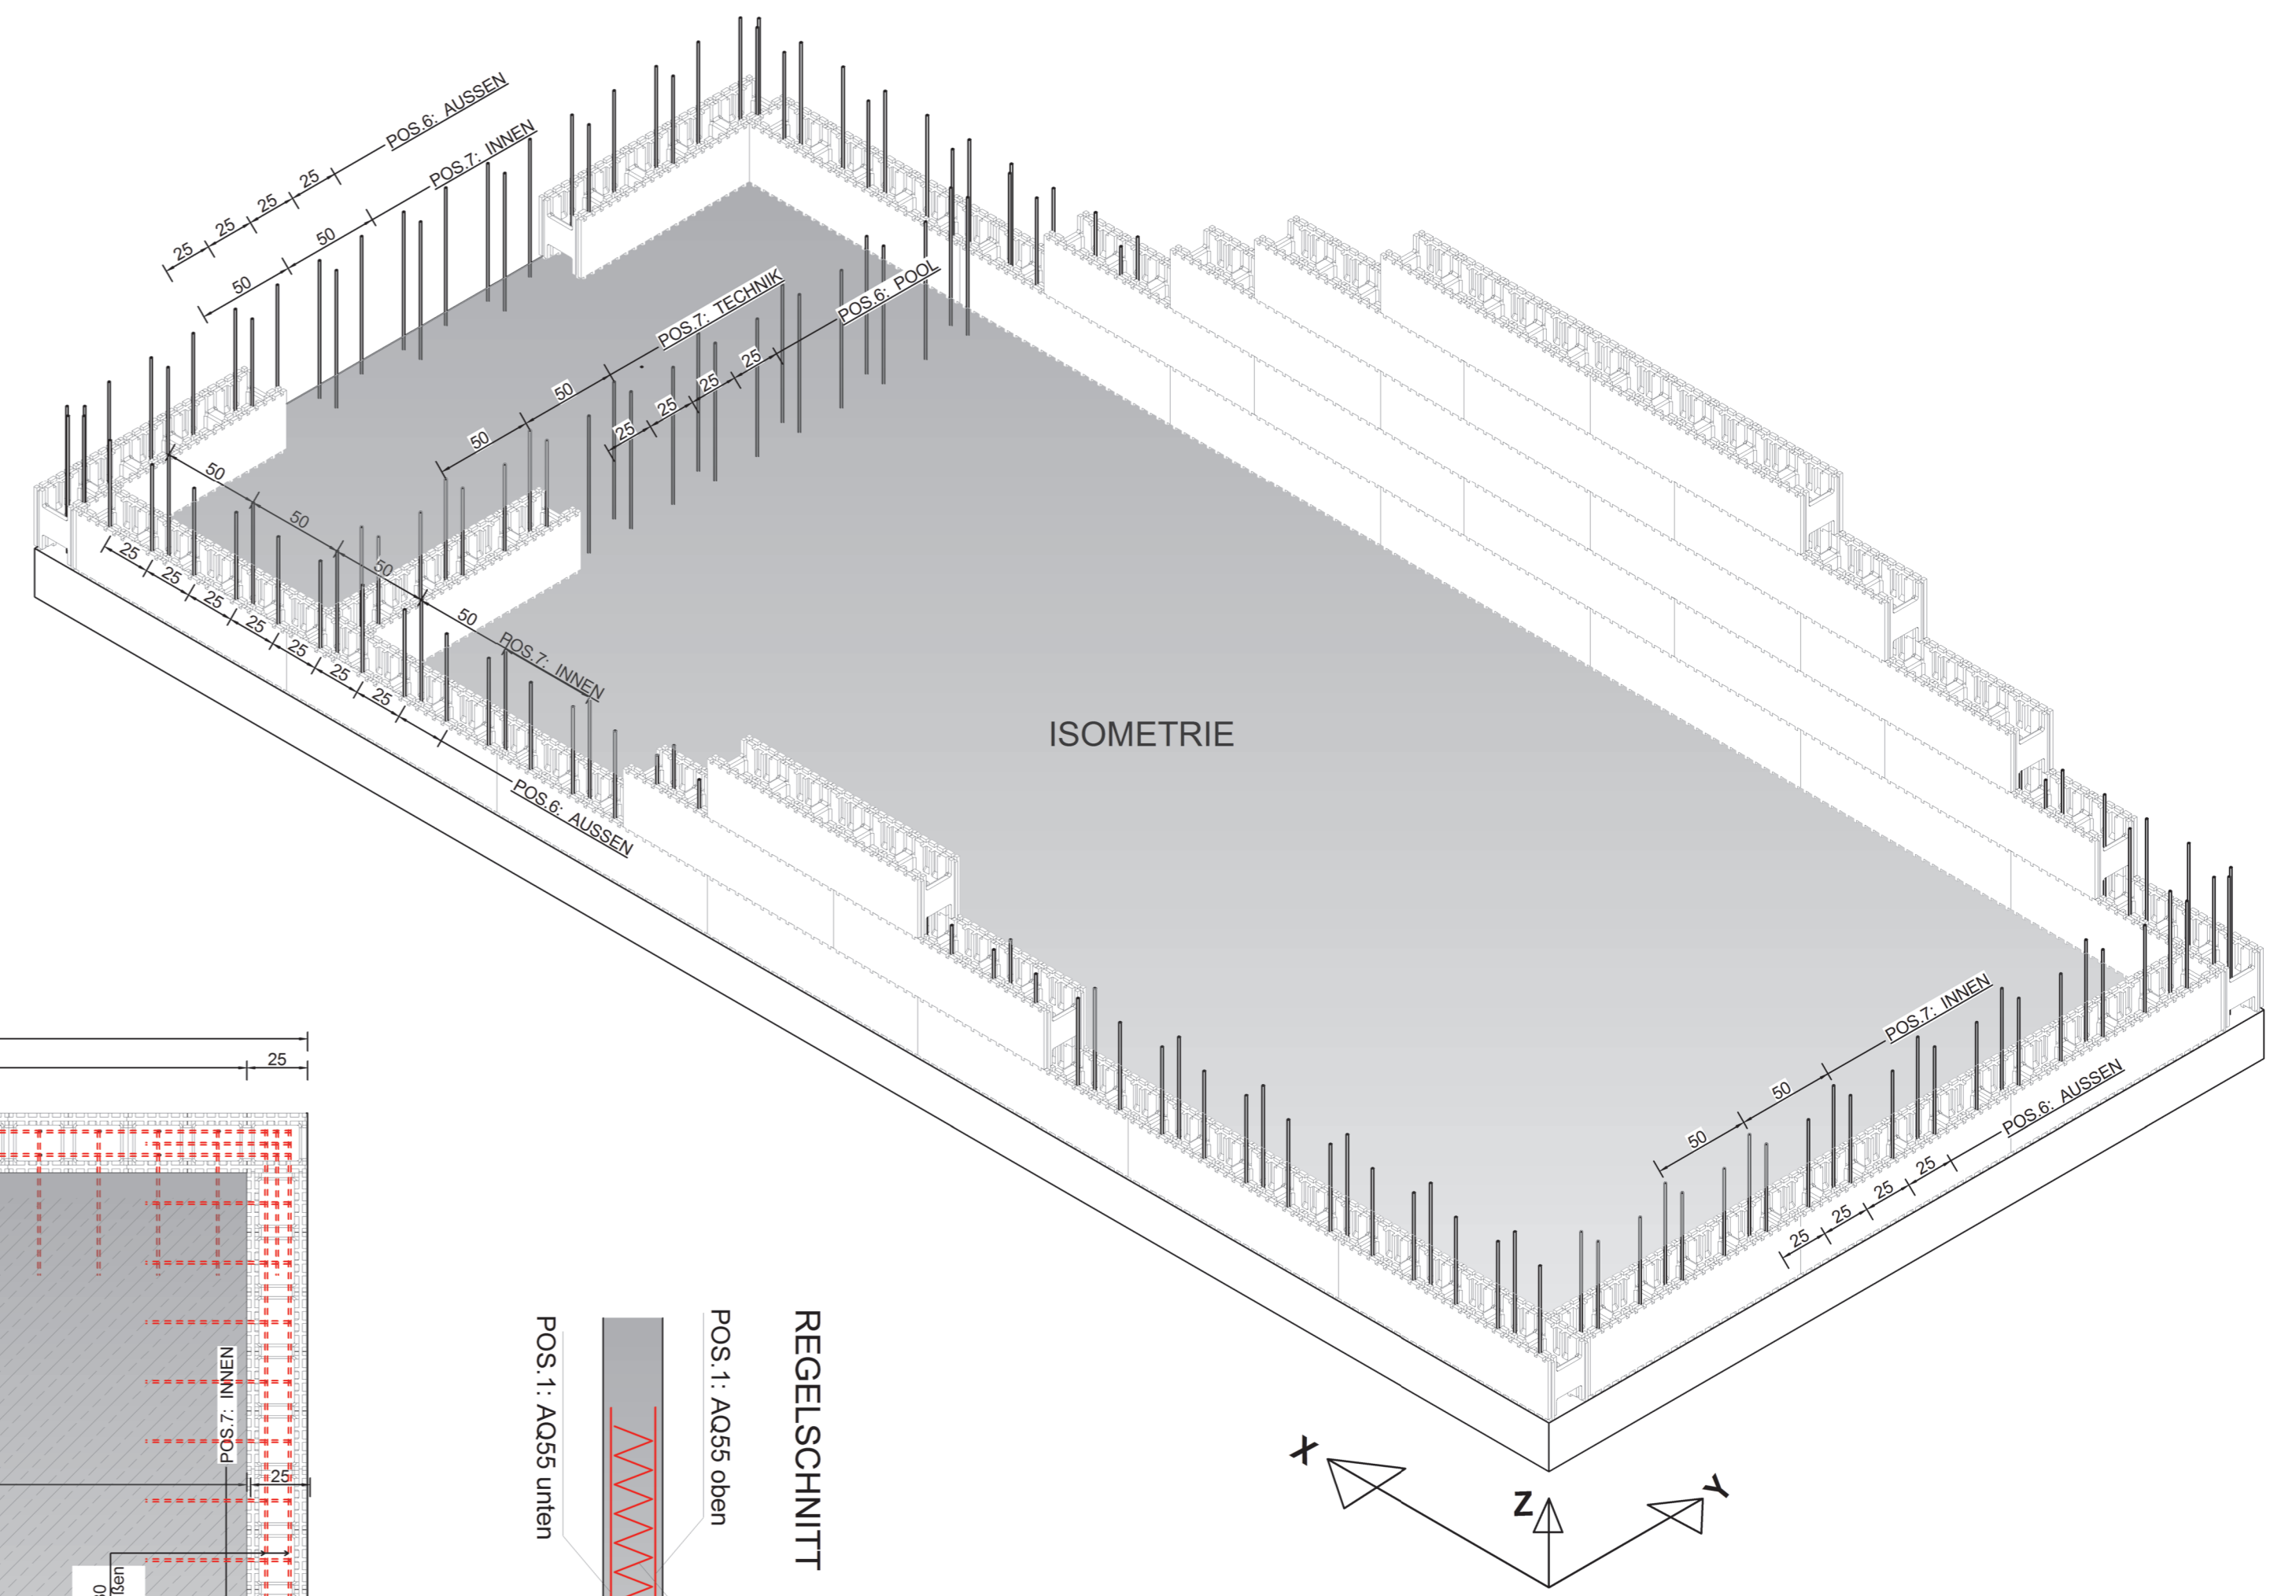 POS.6: AUSSEN
25 25 25 25
POS.7: INNEN
50 50
POS.7: TECHNIK
50 50
POS.6: POOL
25 25 25 25
50 50 50 50
POS.7: INNEN
25 25 25 25 25 25 25
POS.6: AUSSEN
ISOMETRIE
POS.7: INNEN
50 50
POS.6: AUSSEN
25 25 25 25
X
Z
Y
25
POS.7: INNEN
25
ßen
REGELSCHNITT
POS.1: AQ55 oben
POS.1: AQ55 unten